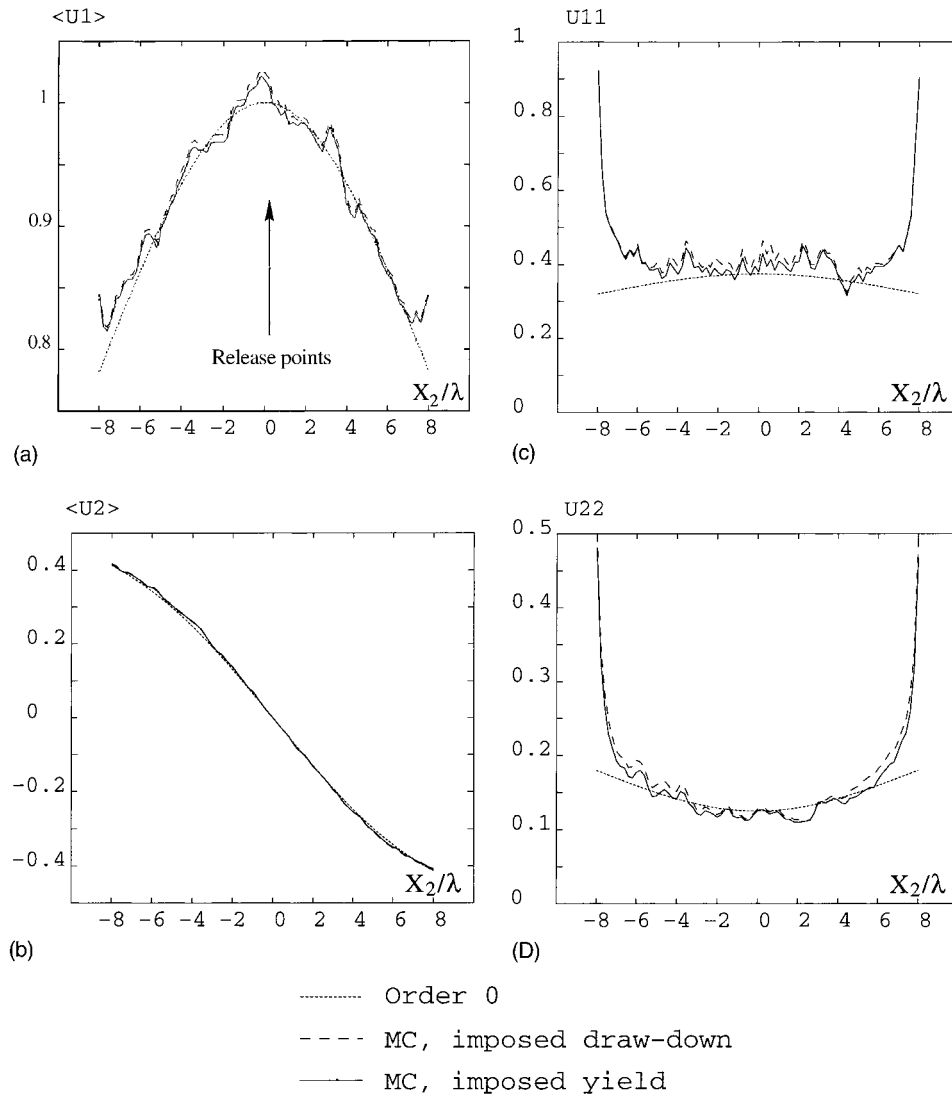 <U1>
1
0.9
0.8
Release points
X2/λ
-8 -6 -4 -2 0 2 4 6 8
(a)
U11
1
0.8
0.6
0.4
0.2
0
X2/λ
-8 -6 -4 -2 0 2 4 6 8
(c)
<U2>
0.4
0.2
0
-0.2
-0.4
X2/λ
-8 -6 -4 -2 0 2 4 6 8
(b)
U22
0.5
0.4
0.3
0.2
0.1
0
X2/λ
-8 -6 -4 -2 0 2 4 6 8
(D)
Order 0
MC, imposed draw-down
MC, imposed yield